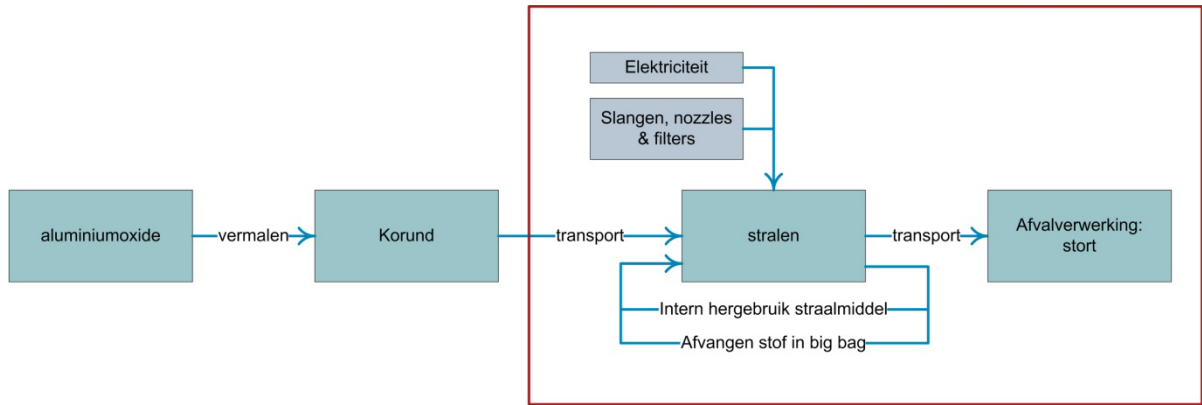 Elektriciteit
Slangen, nozzles
& filters
aluminiumoxide
vermalen
Korund
transport
stralen
transport
Afvalverwerking:
stort
Intern hergebruik straalmiddel
Afvangen stof in big bag